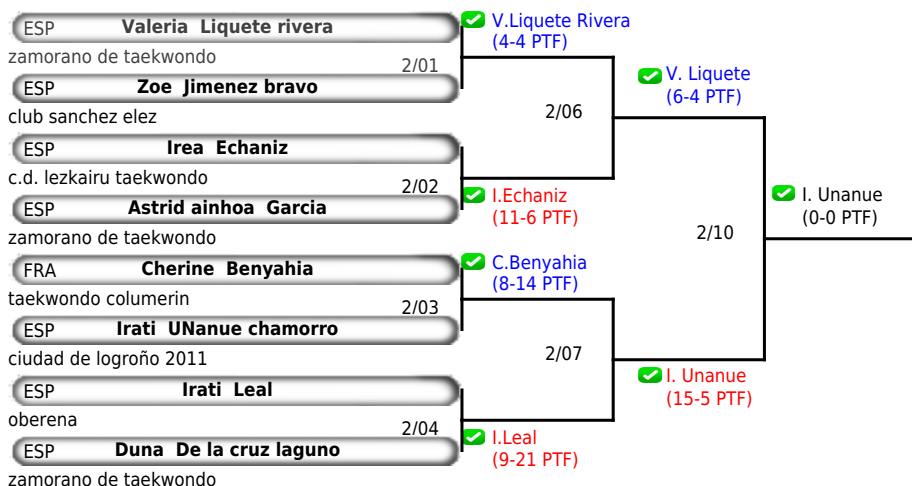 ESP Valeria Liquete rivera
zamorano de taekwondo
2/01
ESP Zoe Jimenez bravo
club sanchez elez
ESP Irea Echaniz
c.d. lezkairu taekwondo
2/02
ESP Astrid ainhoa Garcia
zamorano de taekwondo
FRA Cherine Benyahia
taekwondo columerin
2/03
ESP Irati UNanue chamorro
ciudad de logroño 2011
ESP Irati Leal
oberena
2/04
ESP Duna De la cruz laguno
zamorano de taekwondo
V.Liquete Rivera
(4-4 PTF)
2/06
I.Echaniz
(11-6 PTF)
C.Benyahia
(8-14 PTF)
2/07
I.Leal
(9-21 PTF)
V. Liquete
(6-4 PTF)
2/10
I. Unanue
(15-5 PTF)
I. Unanue
(0-0 PTF)